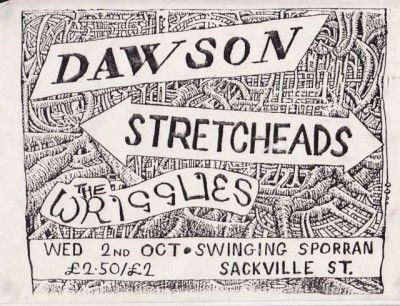 DAWSON
STRETCHEADS
THE
WRIGGLIES
WED 2ND OCT • SWINGING SPORRAN
£2·50/£2 SACKVILLE ST.